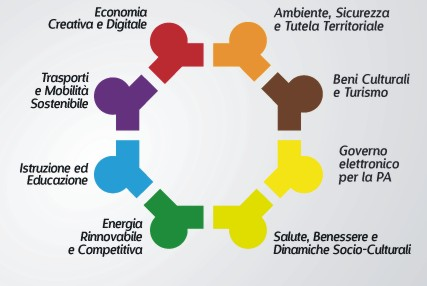 Economia
Creativa e Digitale
Ambiente, Sicurezza
e Tutela Territoriale
Trasporti
e Mobilità
Sostenibile
Beni Culturali
e Turismo
Istruzione ed
Educazione
Governo
elettronico
per la PA
Energia
Rinnovabile
e Competitiva
Salute, Benessere e
Dinamiche Socio-Culturali